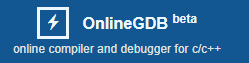 OnlineGDB beta
online compiler and debugger for c/c++